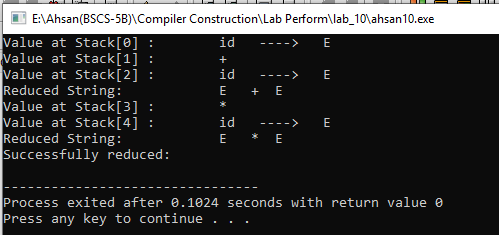 E:\Ahsan(BSCS-5B)\Compiler Construction\Lab Perform\lab_10\ahsan10.exe
Value at Stack[0] :        id   ---->   E
Value at Stack[1] :        +
Value at Stack[2] :        id   ---->   E
Reduced String:            E   +  E
Value at Stack[3] :        *
Value at Stack[4] :        id   ---->   E
Reduced String:            E   *  E
Successfully reduced:
--------------------------------
Process exited after 0.1024 seconds with return value 0
Press any key to continue . . .